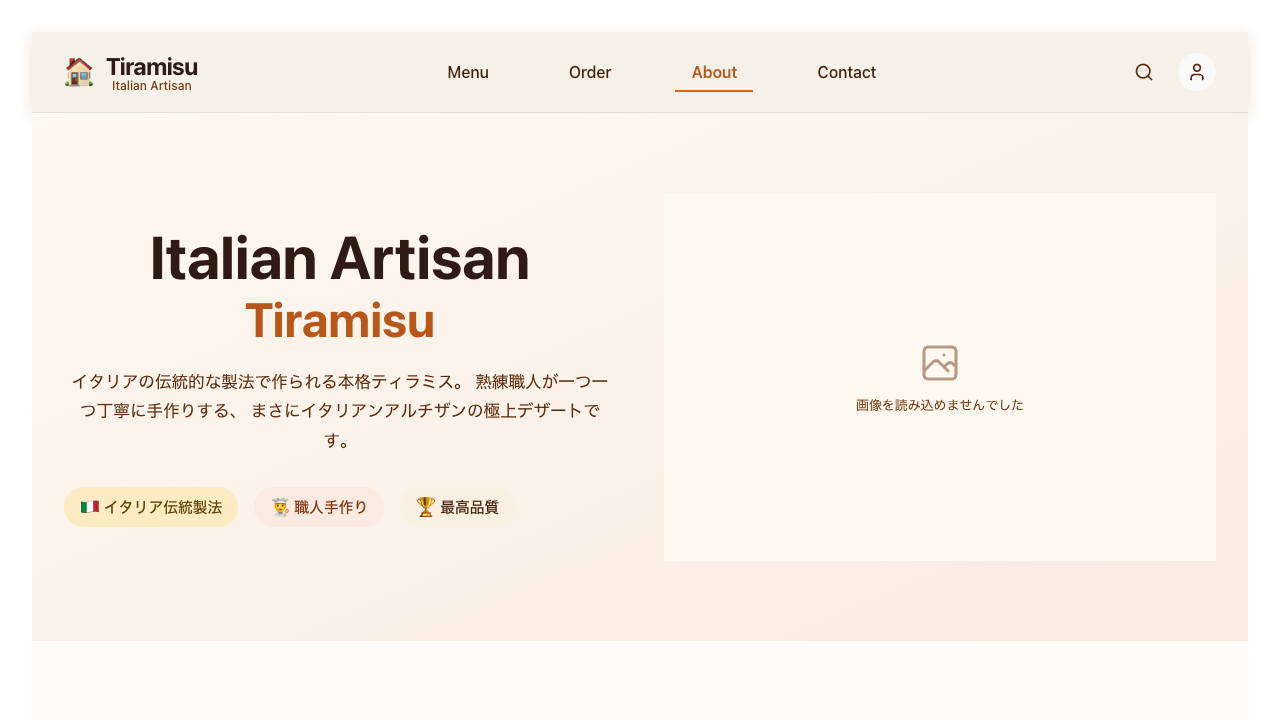 Tiramisu
Italian Artisan
Menu
Order
About
Contact
Italian Artisan
Tiramisu
イタリアの伝統的な製法で作られる本格ティラミス。 熟練職人が一つ一
つ丁寧に手作りする、 まさにイタリアンアルチザンの極上デザートで
す。
イタリア伝統製法
職人手作り
最高品質
画像を読み込めませんでした